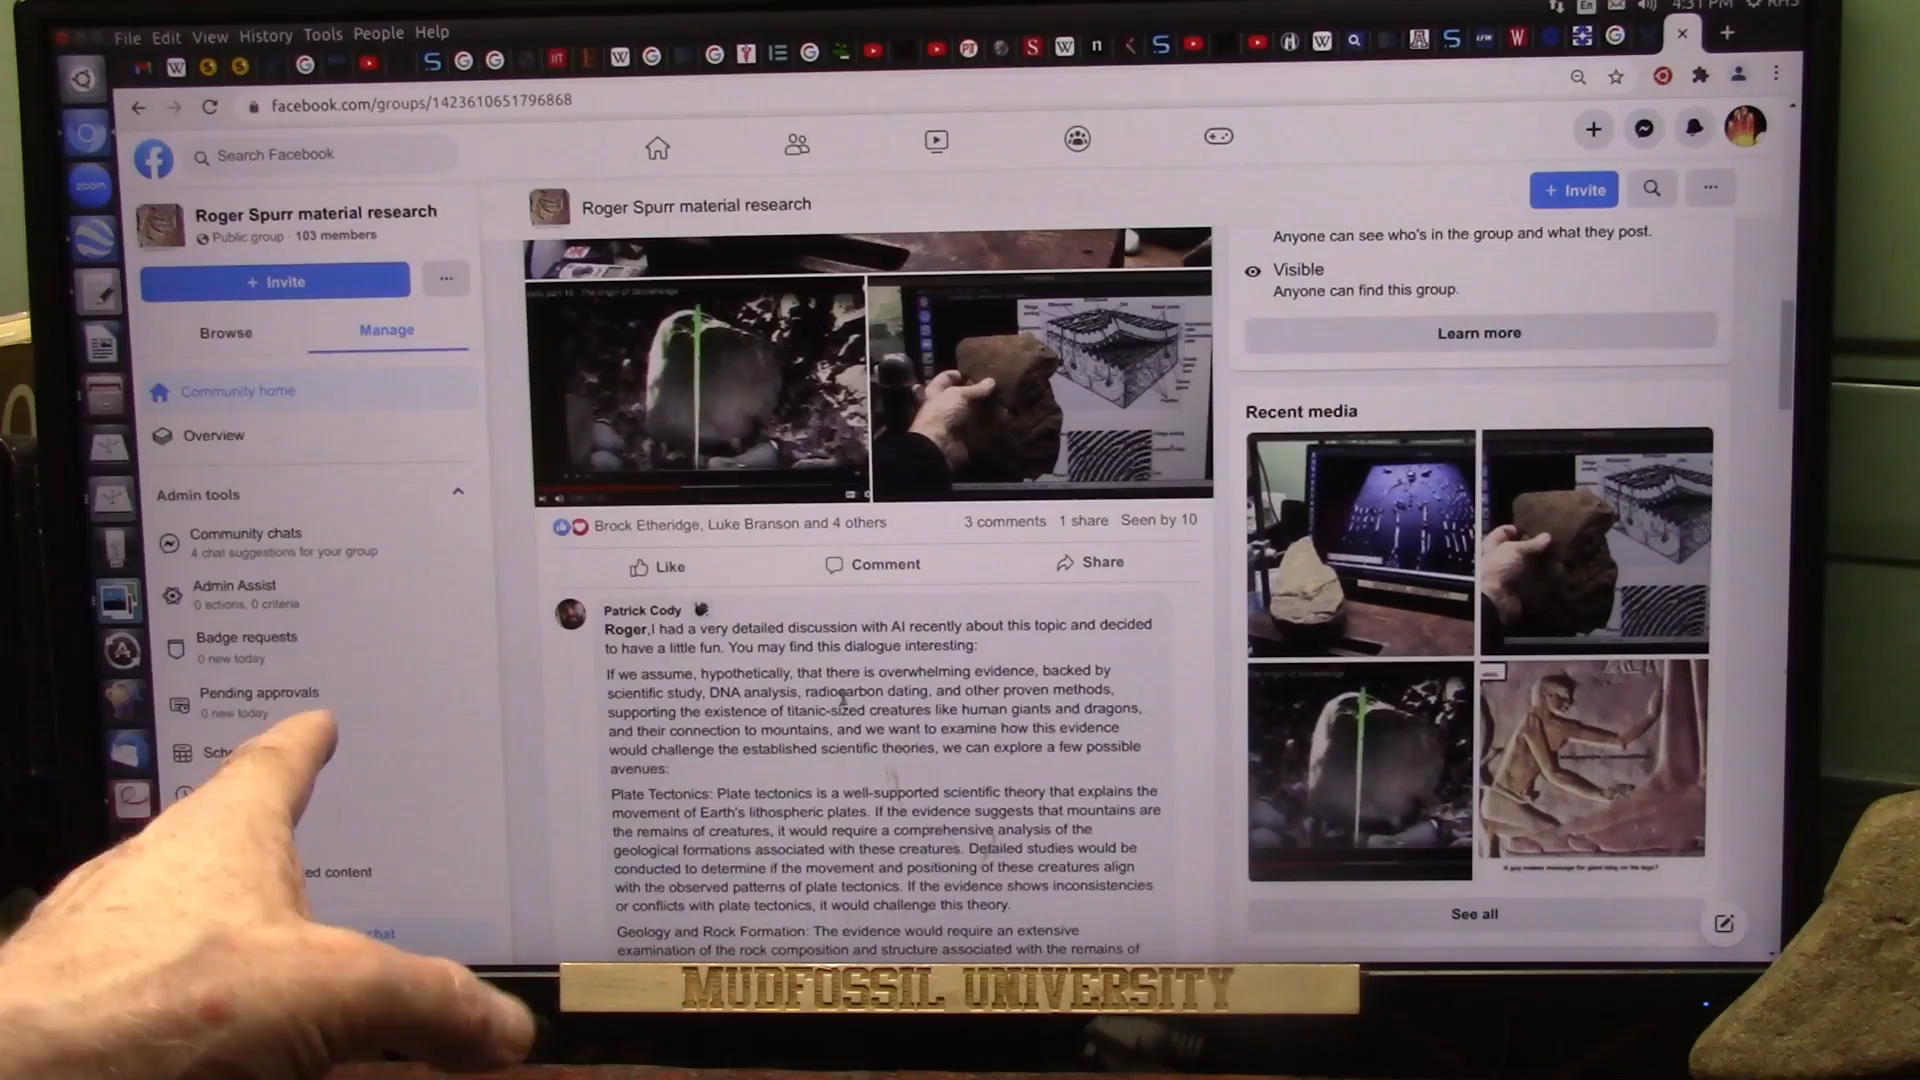 4:31 PM
File Edit View History Tools People Help
facebook.com/groups/1423610651796868
Search Facebook
zoom
Roger Spurr material research
Public group · 103 members
+ Invite
Browse
Manage
Community home
Overview
Admin tools
Community chats
4 chat suggestions for your group
Admin Assist
0 actions, 0 criteria
Badge requests
0 new today
Pending approvals
0 new today
ed content
hat
Roger Spurr material research
+ Invite
Brock Etheridge, Luke Branson and 4 others
3 comments 1 share Seen by 10
Like
Comment
Share
Patrick Cody
Roger,I had a very detailed discussion with AI recently about this topic and decided
to have a little fun. You may find this dialogue interesting:
If we assume, hypothetically, that there is overwhelming evidence, backed by
scientific study, DNA analysis, radiocarbon dating, and other proven methods,
supporting the existence of titanic-sized creatures like human giants and dragons,
and their connection to mountains, and we want to examine how this evidence
would challenge the established scientific theories, we can explore a few possible
avenues:
Plate Tectonics: Plate tectonics is a well-supported scientific theory that explains the
movement of Earth's lithospheric plates. If the evidence suggests that mountains are
the remains of creatures, it would require a comprehensive analysis of the
geological formations associated with these creatures. Detailed studies would be
conducted to determine if the movement and positioning of these creatures align
with the observed patterns of plate tectonics. If the evidence shows inconsistencies
or conflicts with plate tectonics, it would challenge this theory.
Geology and Rock Formation: The evidence would require an extensive
examination of the rock composition and structure associated with the remains of
Anyone can see who's in the group and what they post.
Visible
Anyone can find this group.
Learn more
Recent media
See all
MUDFOSSIL UNIVERSITY